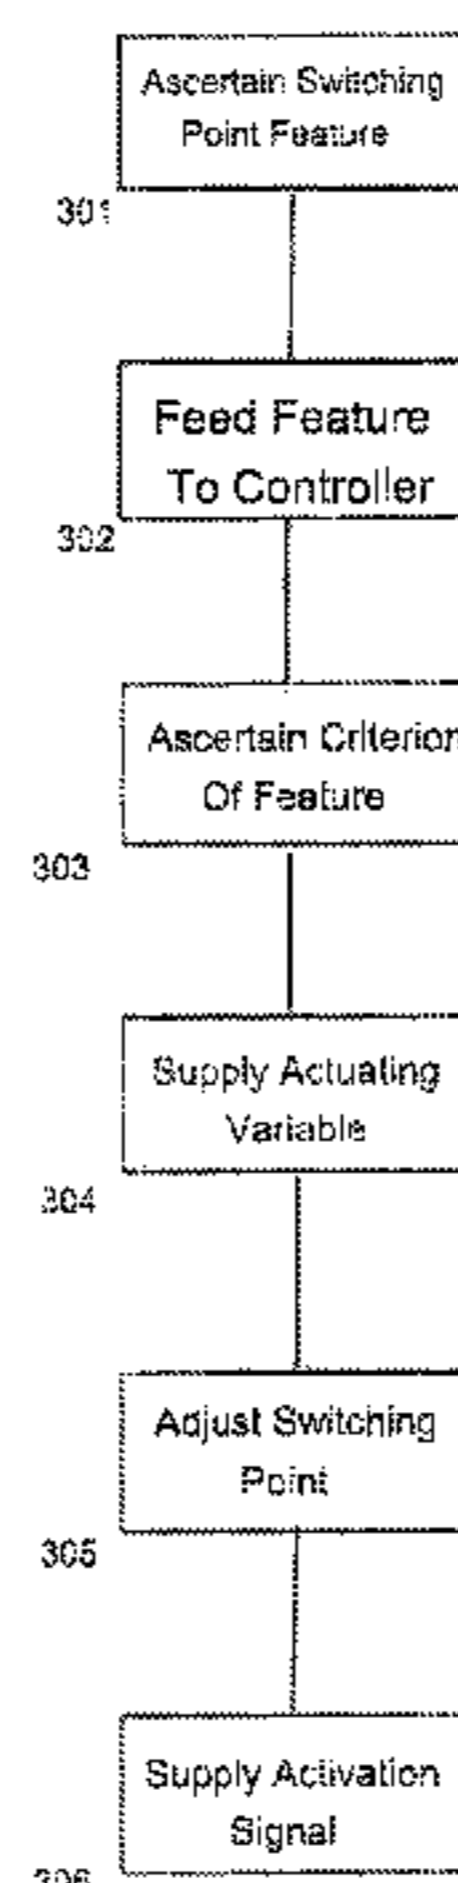 Ascertain Switching
Point Feature
301
Feed Feature
To Controller
302
Ascertain Criterion
Of Feature
303
Supply Actuating
Variable
304
Adjust Switching
Point
305
Supply Activation
Signal
306